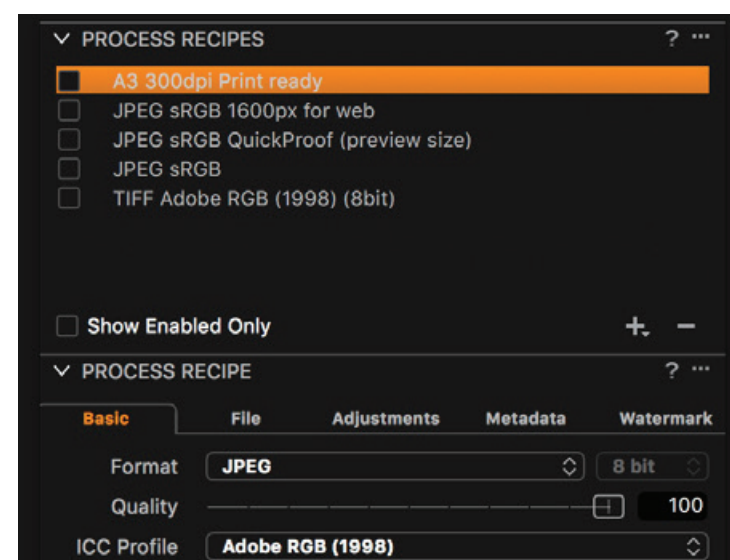 PROCESS RECIPES ? ···
A3 300dpi Print ready
JPEG sRGB 1600px for web
JPEG sRGB QuickProof (preview size)
JPEG sRGB
TIFF Adobe RGB (1998) (8bit)
Show Enabled Only + −
PROCESS RECIPE ? ···
Basic File Adjustments Metadata Watermark
Format JPEG 8 bit
Quality 100
ICC Profile Adobe RGB (1998)